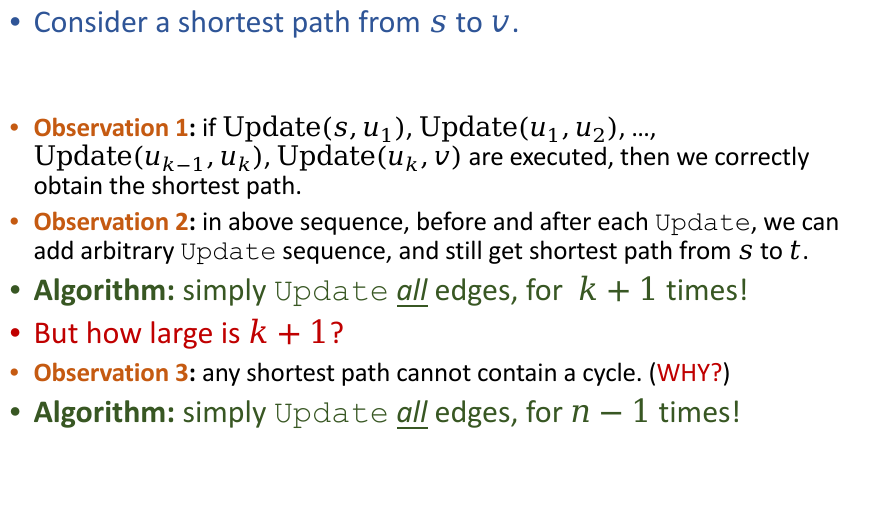 • Consider a shortest path from s to v.
• Observation 1: if Update(s, u₁), Update(u₁, u₂), …,
Update(uₖ₋₁, uₖ), Update(uₖ, v) are executed, then we correctly
obtain the shortest path.
• Observation 2: in above sequence, before and after each Update, we can
add arbitrary Update sequence, and still get shortest path from s to t.
• Algorithm: simply Update all edges, for k + 1 times!
• But how large is k + 1?
• Observation 3: any shortest path cannot contain a cycle. (WHY?)
• Algorithm: simply Update all edges, for n − 1 times!